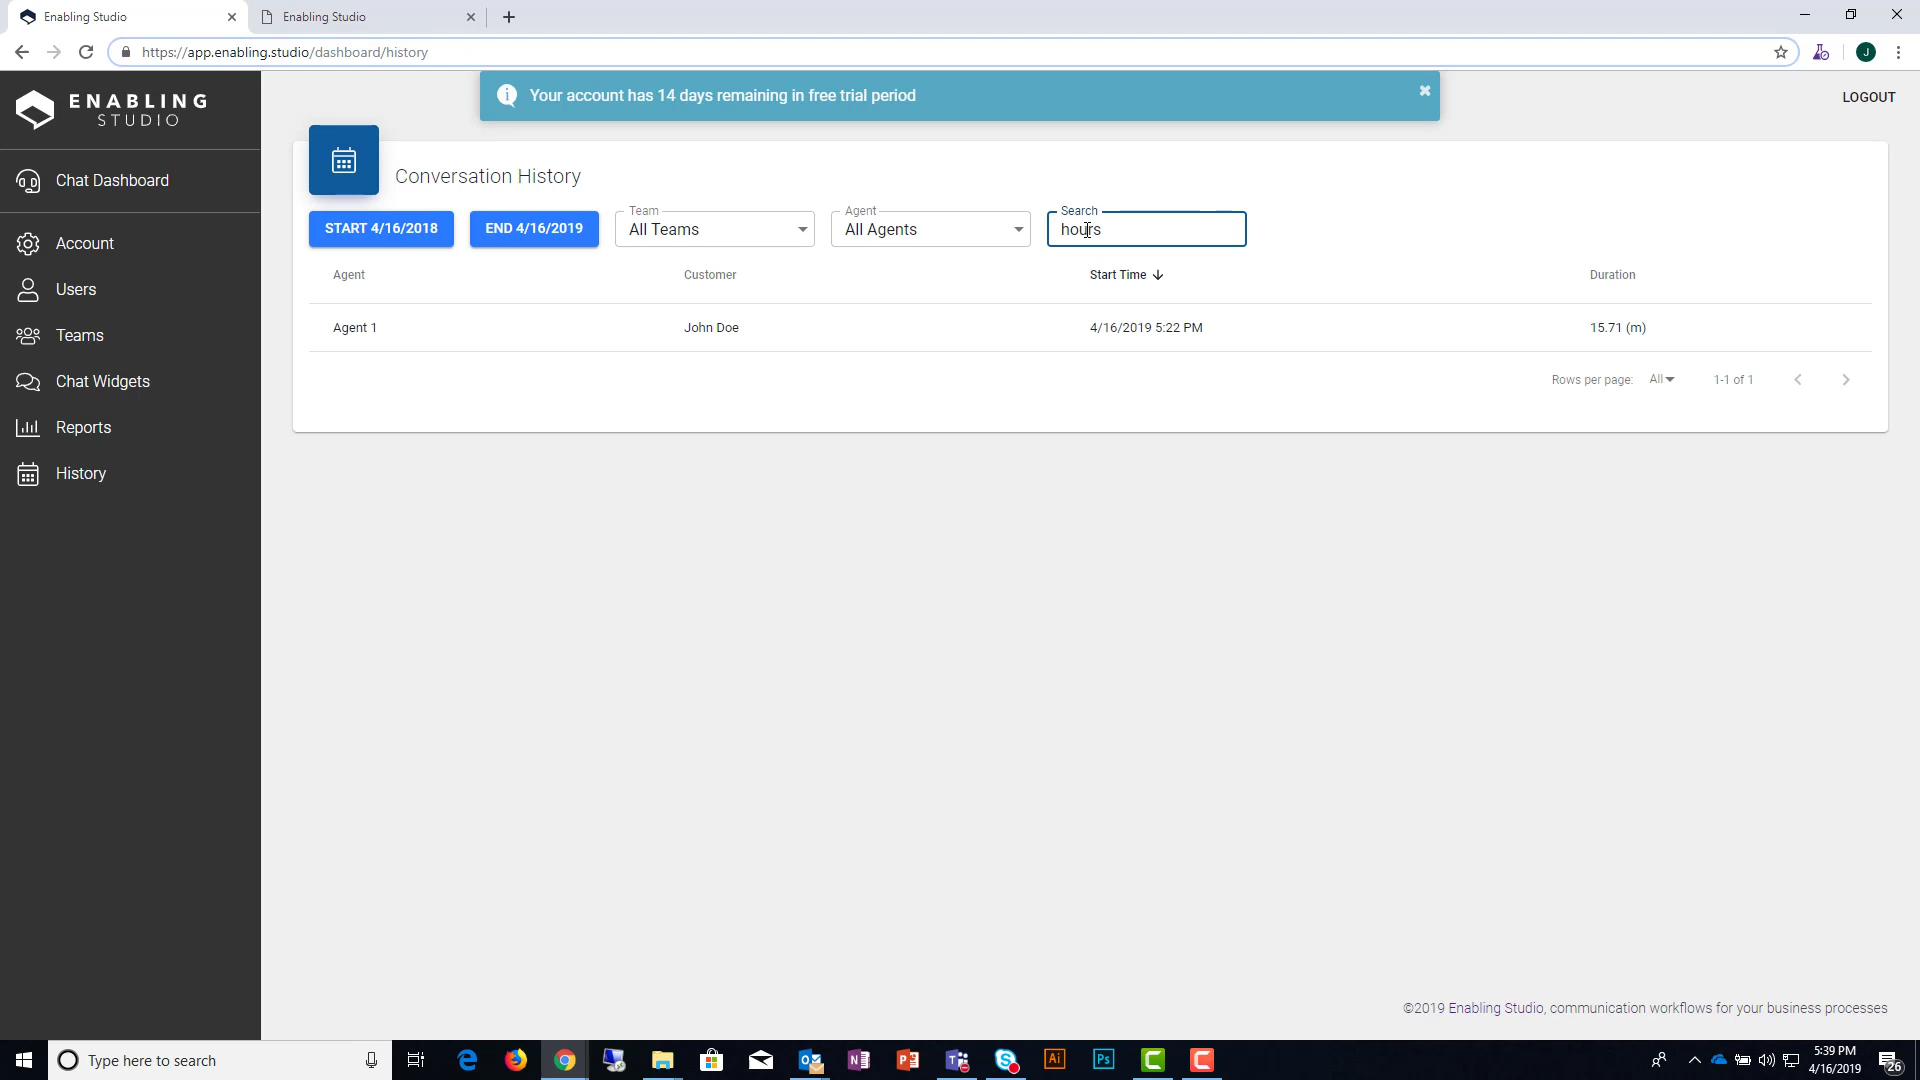 Enabling Studio
Enabling Studio
https://app.enabling.studio/dashboard/history
J
ENABLING
STUDIO
Your account has 14 days remaining in free trial period
LOGOUT
Chat Dashboard
Account
Users
Teams
Chat Widgets
Reports
History
Conversation History
START 4/16/2018
END 4/16/2019
Team
All Teams
Agent
All Agents
Search
hours
Agent Customer Start Time Duration
Agent 1 John Doe 4/16/2019 5:22 PM 15.71 (m)
Rows per page: All 1-1 of 1
©2019 Enabling Studio, communication workflows for your business processes
Type here to search
Ai
Ps
5:39 PM
4/16/2019
26